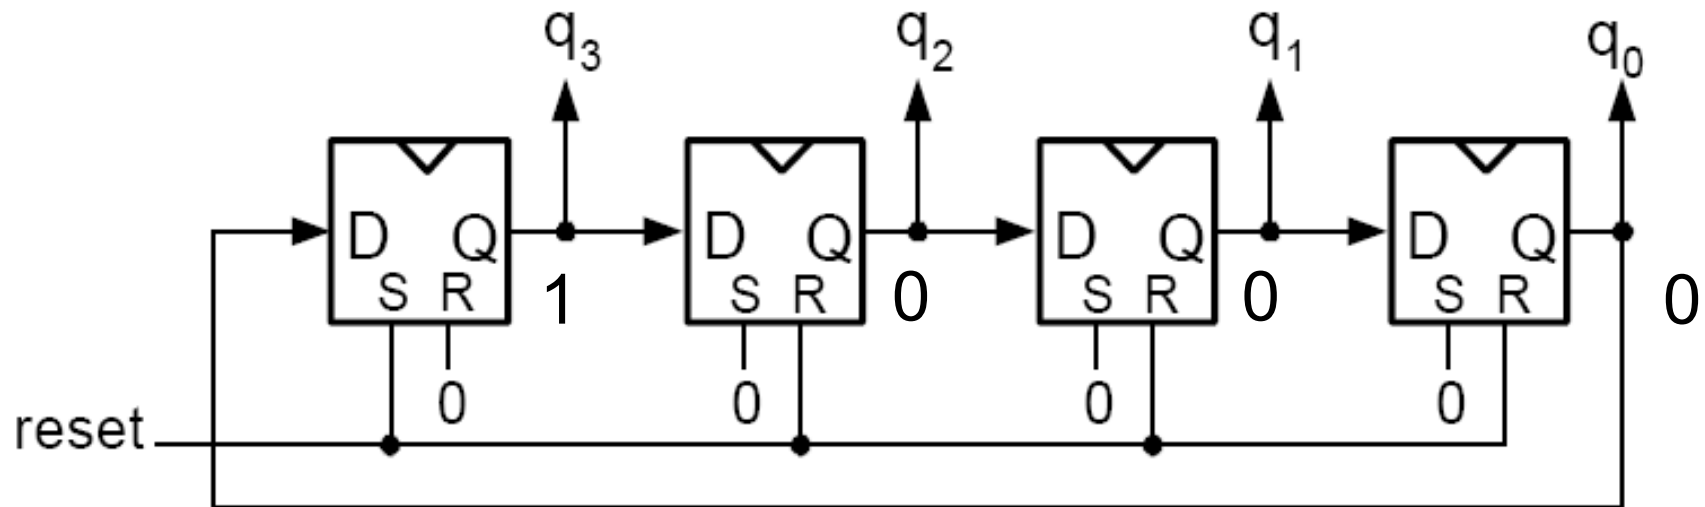 q3 q2 q1 q0
D Q D Q D Q D Q
S R 1 S R 0 S R 0 S R 0
0 0 0 0
reset